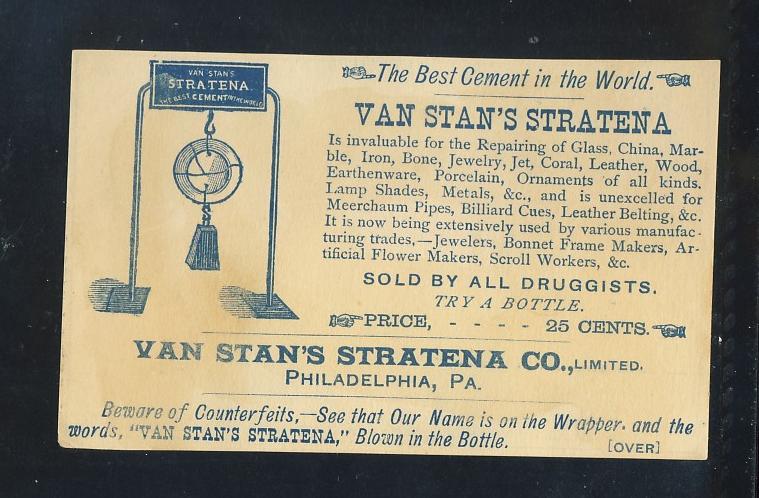 VAN STAN'S
STRATENA.
THE BEST CEMENT IN THE WORLD
The Best Cement in the World.
VAN STAN'S STRATENA
Is invaluable for the Repairing of Glass, China, Mar-
ble, Iron, Bone, Jewelry, Jet, Coral, Leather, Wood,
Earthenware, Porcelain, Ornaments of all kinds.
Lamp Shades, Metals, &c., and is unexcelled for
Meerchaum Pipes, Billiard Cues, Leather Belting, &c.
It is now being extensively used by various manufac-
turing trades,—Jewelers, Bonnet Frame Makers, Ar-
tificial Flower Makers, Scroll Workers, &c.
SOLD BY ALL DRUGGISTS.
TRY A BOTTLE.
PRICE, - - - - 25 CENTS.
VAN STAN'S STRATENA CO., LIMITED.
PHILADELPHIA, PA.
Beware of Counterfeits,—See that Our Name is on the Wrapper. and the
words, "VAN STAN'S STRATENA," Blown in the Bottle.
[OVER]